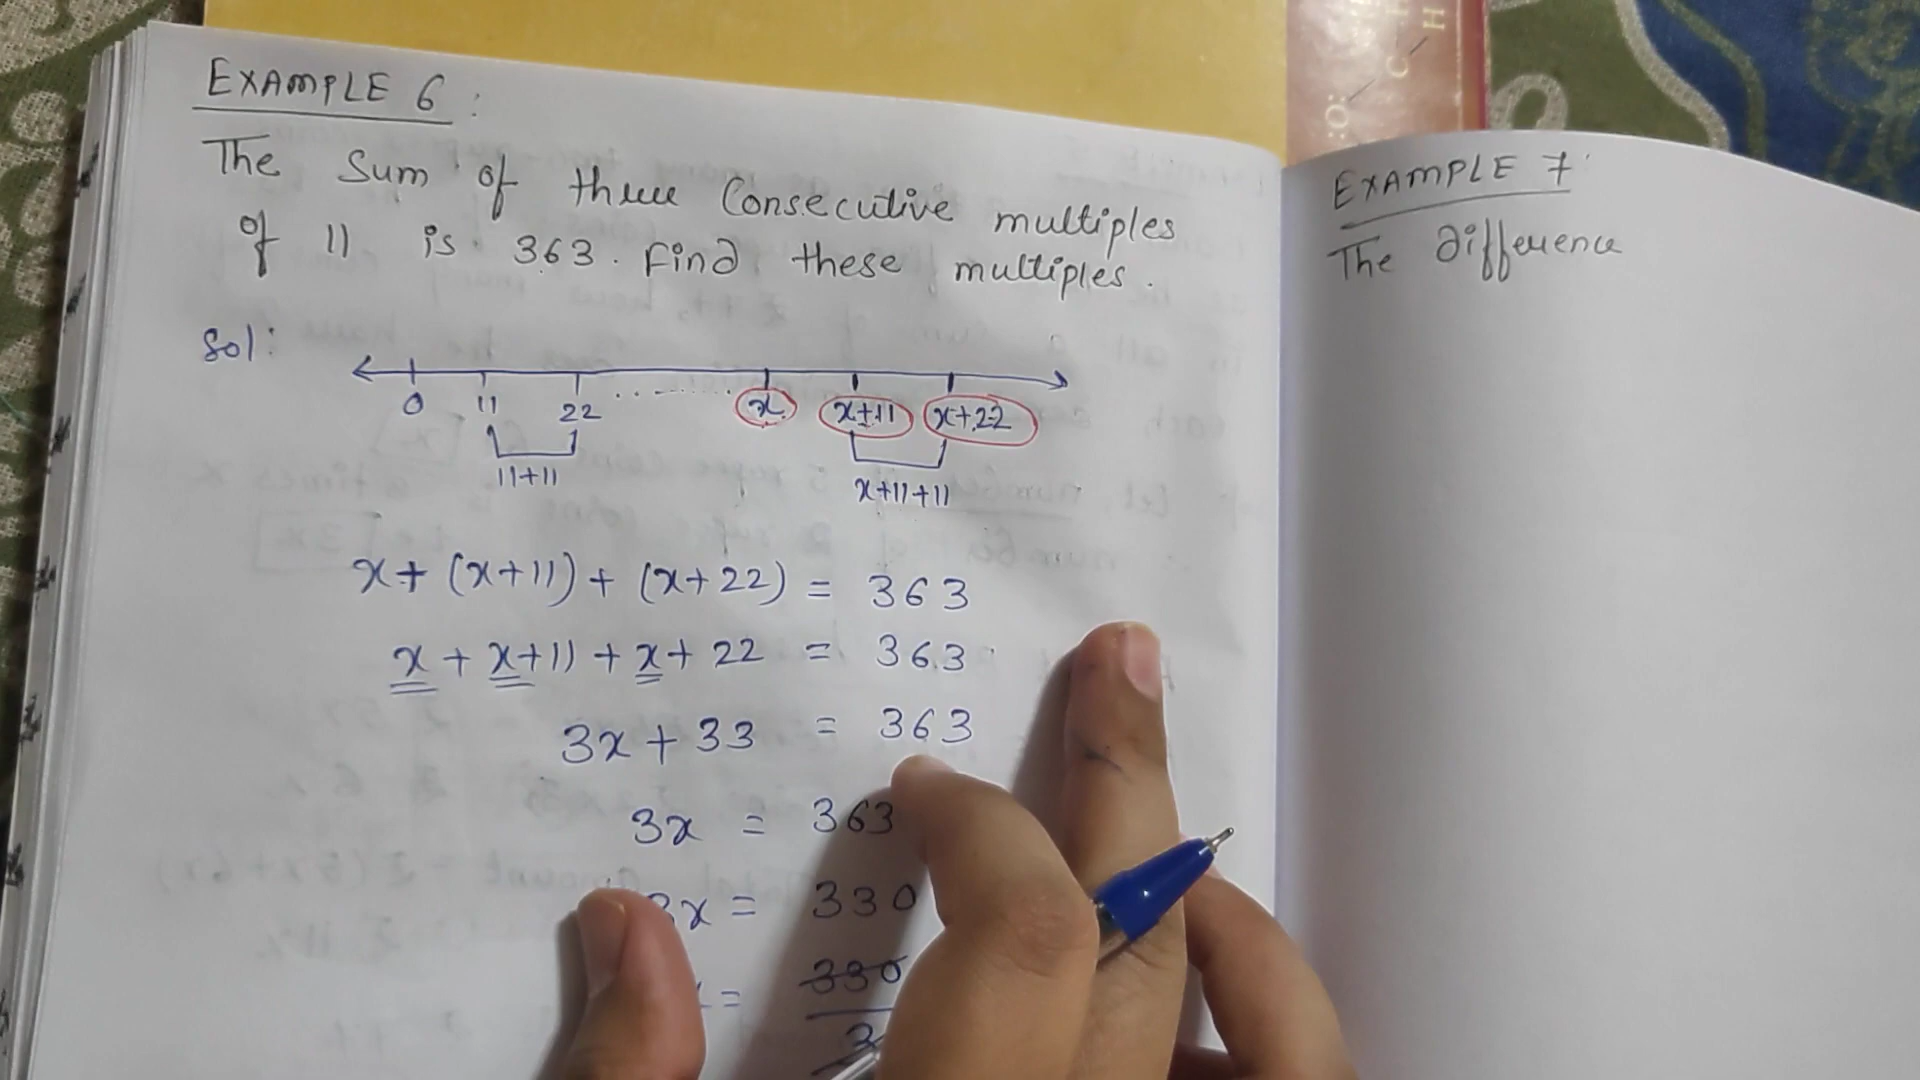 EXAMPLE 6 :
The Sum of three Consecutive multiples
of 11 is 363. Find these multiples.
Sol:
0 11 22 ........ x x+11 x+22
11+11 x+11+11
x + (x+11) + (x+22) = 363
x + x+11 + x + 22 = 363
3x + 33 = 363
3x = 363
3x = 330
= 330
3
EXAMPLE 7:
The difference
O: C H